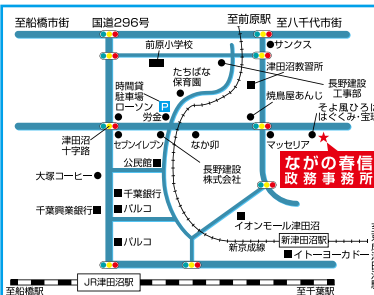 至船橋市街
国道296号
至前原駅
至八千代市街
サンクス
前原小学校
津田沼教習所
たちばな
保育園
長野建設
工事部
時間貸
駐車場
P
ローソン
労金
焼鳥屋あんじ
そよ風ひろば
はぐくみ・宝
津田沼
十字路
セブンイレブン
なか卯
マッセリア
公民館
長野建設
株式会社
ながの春信
政務事務所
大塚コーヒー
千葉銀行
パルコ
千葉興業銀行
イオンモール津田沼
パルコ
新京成線
新津田沼駅
イトーヨーカドー
JR津田沼駅
至船橋駅
至千葉駅